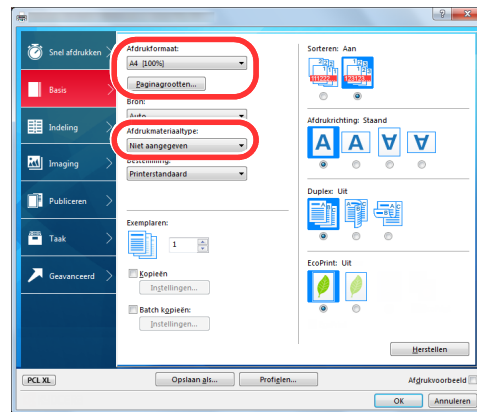 Snel afdrukken
Basis
Indeling
Imaging
Publiceren
Taak
Geavanceerd
Afdrukformaat:
A4 [100%]
Paginagrootten...
Bron:
Auto
Afdrukmateriaaltype:
Niet aangegeven
Bestemming:
Printerstandaard
Exemplaren:
1
Kopieën
Instellingen...
Batch kopieën:
Instellingen...
Sorteren: Aan
111222
123123
Afdrukrichting: Staand
A A A A
Duplex: Uit
EcoPrint: Uit
Herstellen
PCL XL
Opslaan als...
Profielen...
Afdrukvoorbeeld
OK
Annuleren